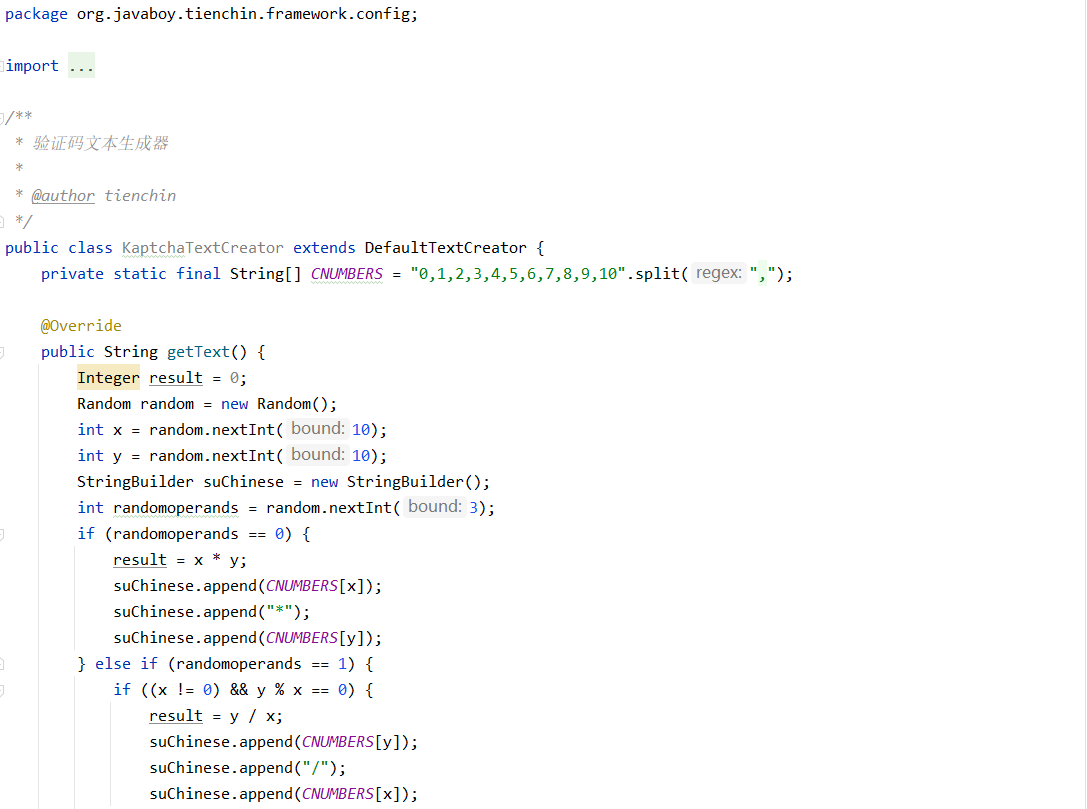 package org.javaboy.tienchin.framework.config;
import ...
/**
 * 验证码文本生成器
 *
 * @author tienchin
 */
public class KaptchaTextCreator extends DefaultTextCreator {
    private static final String[] CNUMBERS = "0,1,2,3,4,5,6,7,8,9,10".split( regex: ",");
    @Override
    public String getText() {
        Integer result = 0;
        Random random = new Random();
        int x = random.nextInt( bound: 10);
        int y = random.nextInt( bound: 10);
        StringBuilder suChinese = new StringBuilder();
        int randomoperands = random.nextInt( bound: 3);
        if (randomoperands == 0) {
            result = x * y;
            suChinese.append(CNUMBERS[x]);
            suChinese.append("*");
            suChinese.append(CNUMBERS[y]);
        } else if (randomoperands == 1) {
            if ((x != 0) && y % x == 0) {
                result = y / x;
                suChinese.append(CNUMBERS[y]);
                suChinese.append("/");
                suChinese.append(CNUMBERS[x]);